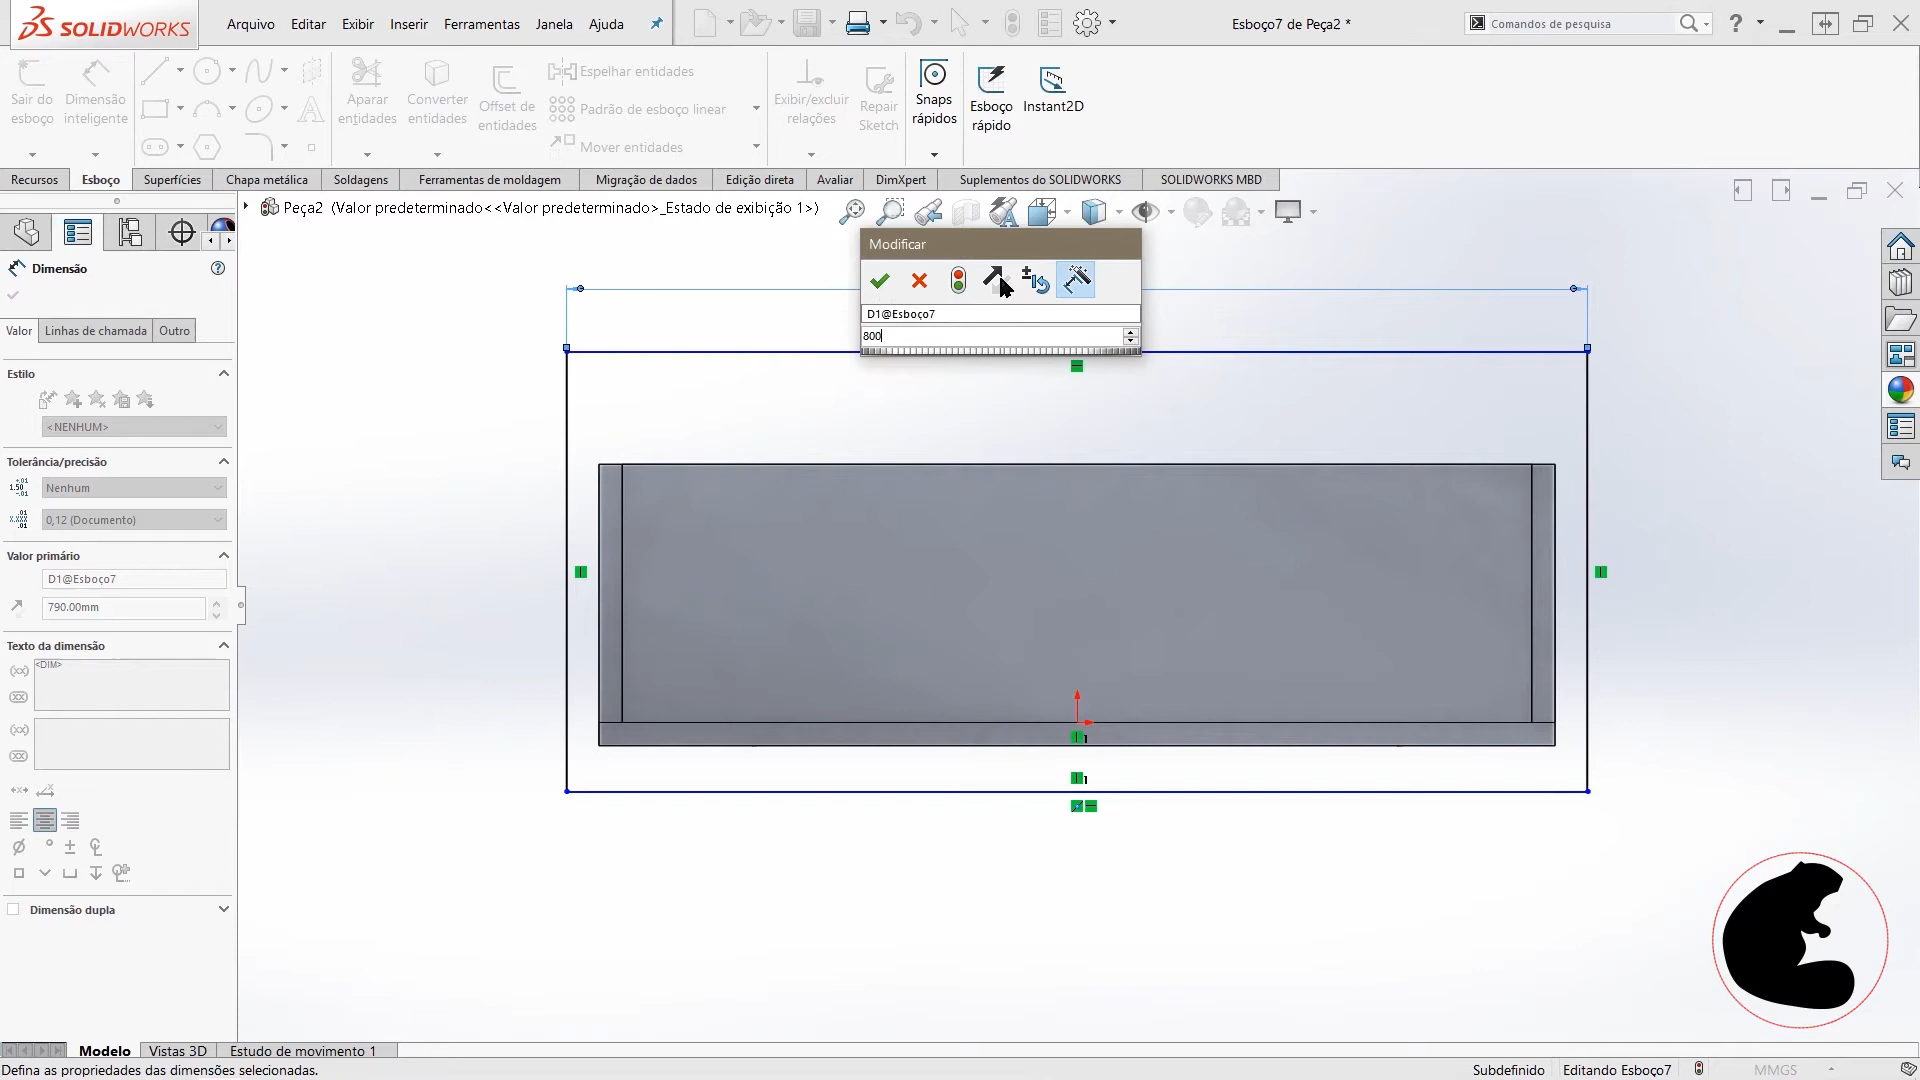 SOLIDWORKS
Arquivo Editar Exibir Inserir Ferramentas Janela Ajuda
Esboço7 de Peça2 *
Comandos de pesquisa
?
Sair do esboço
Dimensão inteligente
Aparar entidades
Converter entidades
Offset de entidades
Espelhar entidades
Padrão de esboço linear
Mover entidades
Exibir/excluir relações
Repair Sketch
Snaps rápidos
Esboço rápido
Instant2D
Recursos Esboço Superfícies Chapa metálica Soldagens Ferramentas de moldagem Migração de dados Edição direta Avaliar DimXpert Suplementos do SOLIDWORKS SOLIDWORKS MBD
Peça2 (Valor predeterminado<<Valor predeterminado>_Estado de exibição 1>)
Modificar
D1@Esboço7
800
Dimensão
?
Valor Linhas de chamada Outro
Estilo
<NENHUM>
Tolerância/precisão
Nenhum
0,12 (Documento)
Valor primário
D1@Esboço7
790.00mm
Texto da dimensão
<DIM>
Dimensão dupla
1
1
Modelo Vistas 3D Estudo de movimento 1
Defina as propriedades das dimensões selecionadas.
Subdefinido Editando Esboço7 MMGS